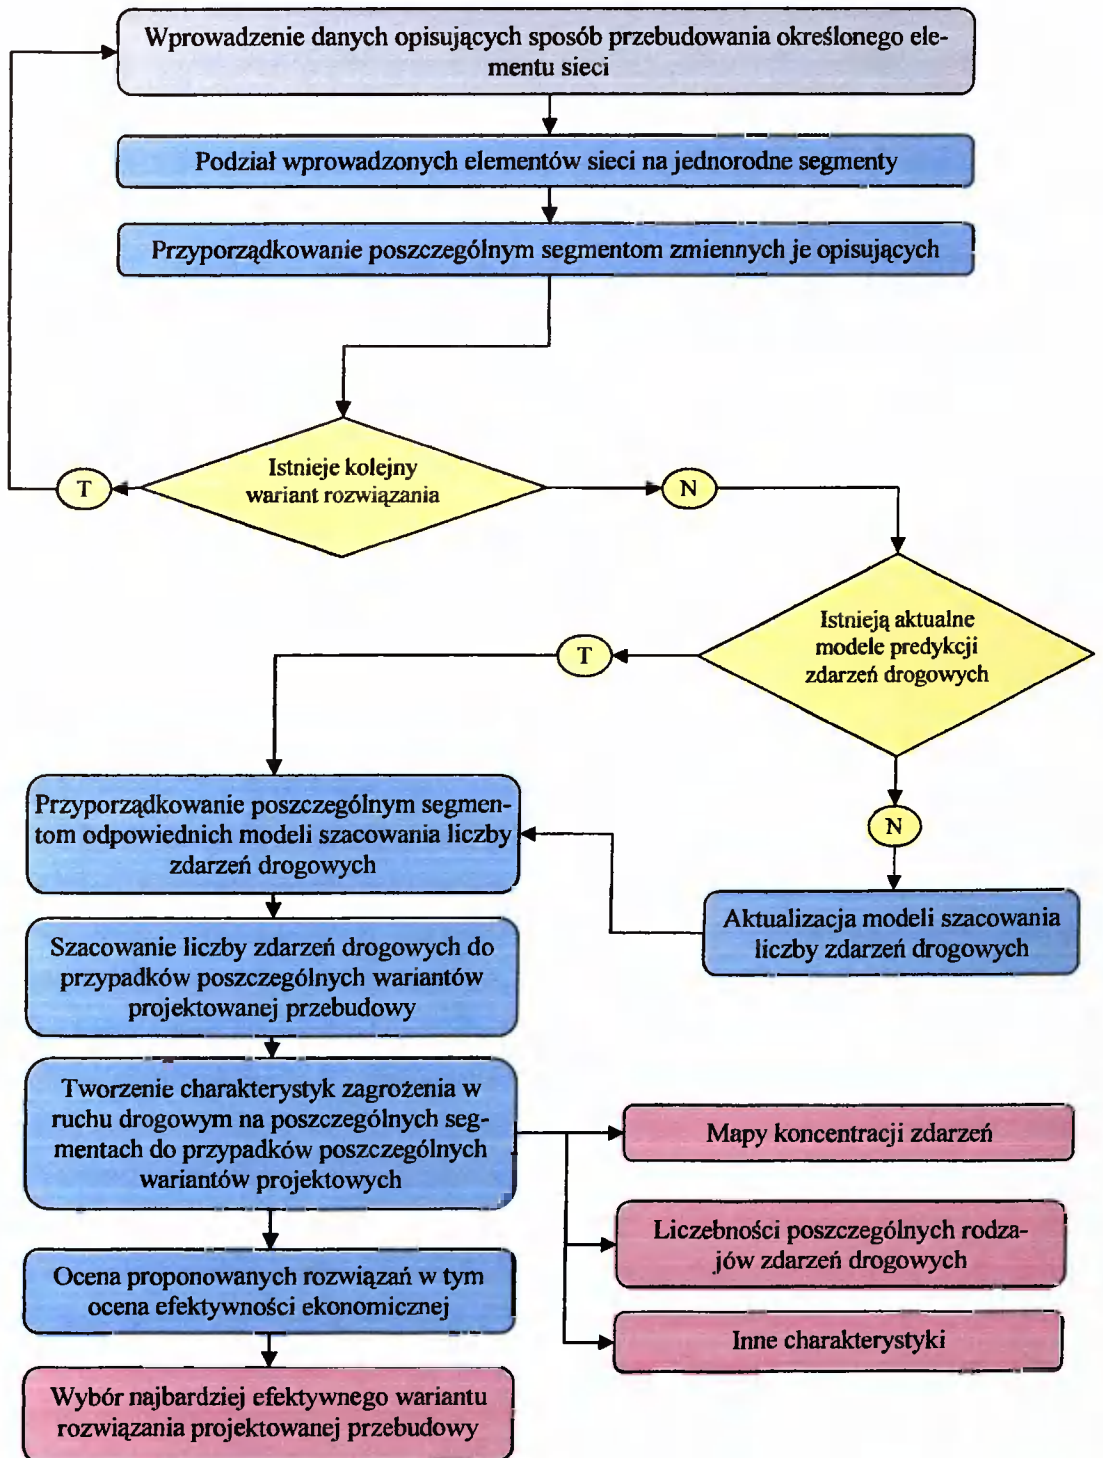 Wprowadzenie danych opisujących sposób przebudowania określonego ele-
mentu sieci
Podział wprowadzonych elementów sieci na jednorodne segmenty
Przyporządkowanie poszczególnym segmentom zmiennych je opisujących
Istnieje kolejny
wariant rozwiązania
T
N
Istnieją aktualne
modele predykcji
zdarzeń drogowych
T
N
Przyporządkowanie poszczególnym segmen-
tom odpowiednich modeli szacowania liczby
zdarzeń drogowych
Aktualizacja modeli szacowania
liczby zdarzeń drogowych
Szacowanie liczby zdarzeń drogowych do
przypadków poszczególnych wariantów
projektowanej przebudowy
Tworzenie charakterystyk zagrożenia w
ruchu drogowym na poszczególnych seg-
mentach do przypadków poszczególnych
wariantów projektowych
Mapy koncentracji zdarzeń
Liczebności poszczególnych rodza-
jów zdarzeń drogowych
Inne charakterystyki
Ocena proponowanych rozwiązań w tym
ocena efektywności ekonomicznej
Wybór najbardziej efektywnego wariantu
rozwiązania projektowanej przebudowy